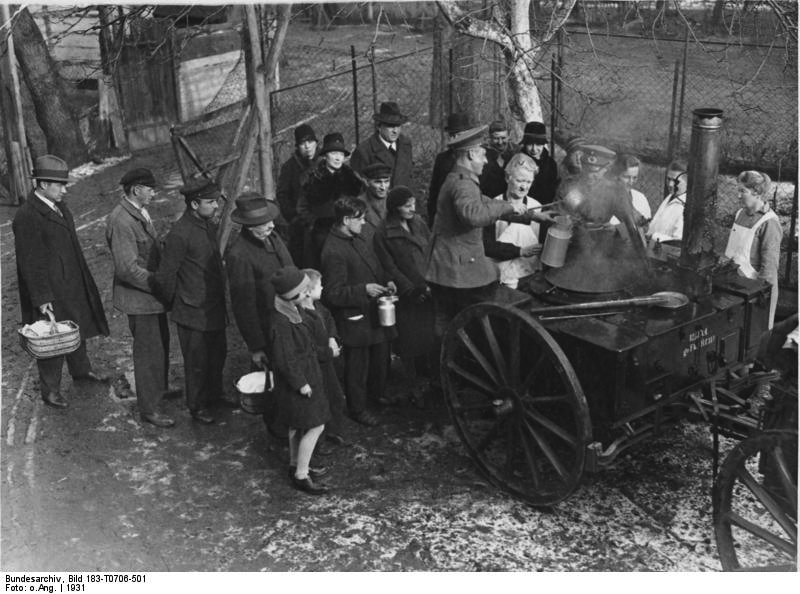 Bundesarchiv, Bild 183-T0706-501
Foto: o.Ang. | 1931